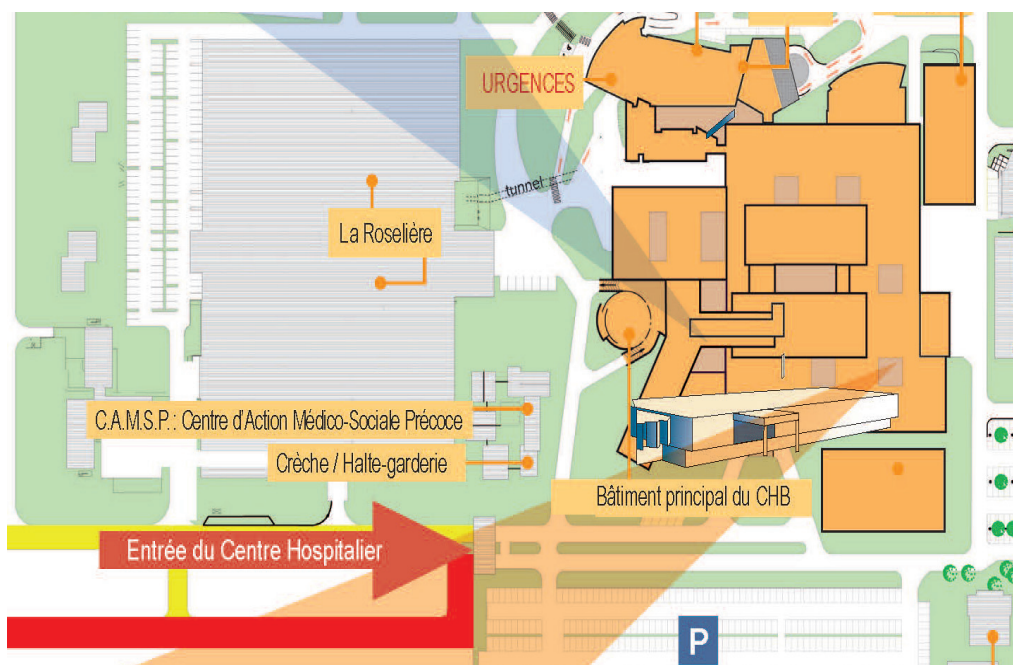 URGENCES
tunnel
La Roselière
C.A.M.S.P.: Centre d'Action Médico-Sociale Précoce
Crèche / Halte-garderie
Bâtiment principal du CHB
Entrée du Centre Hospitalier
P